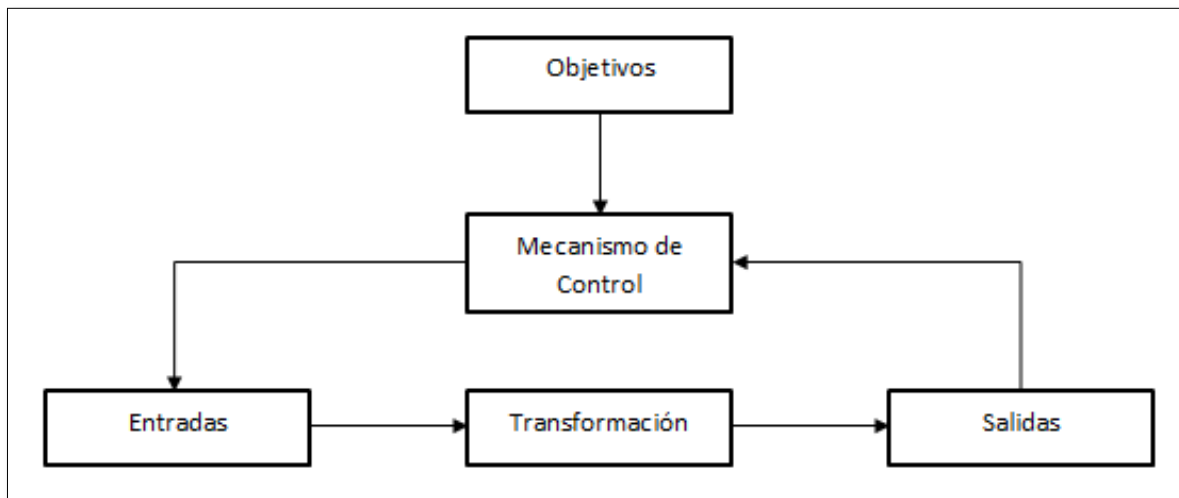 Objetivos
Mecanismo de
Control
Entradas
Transformación
Salidas